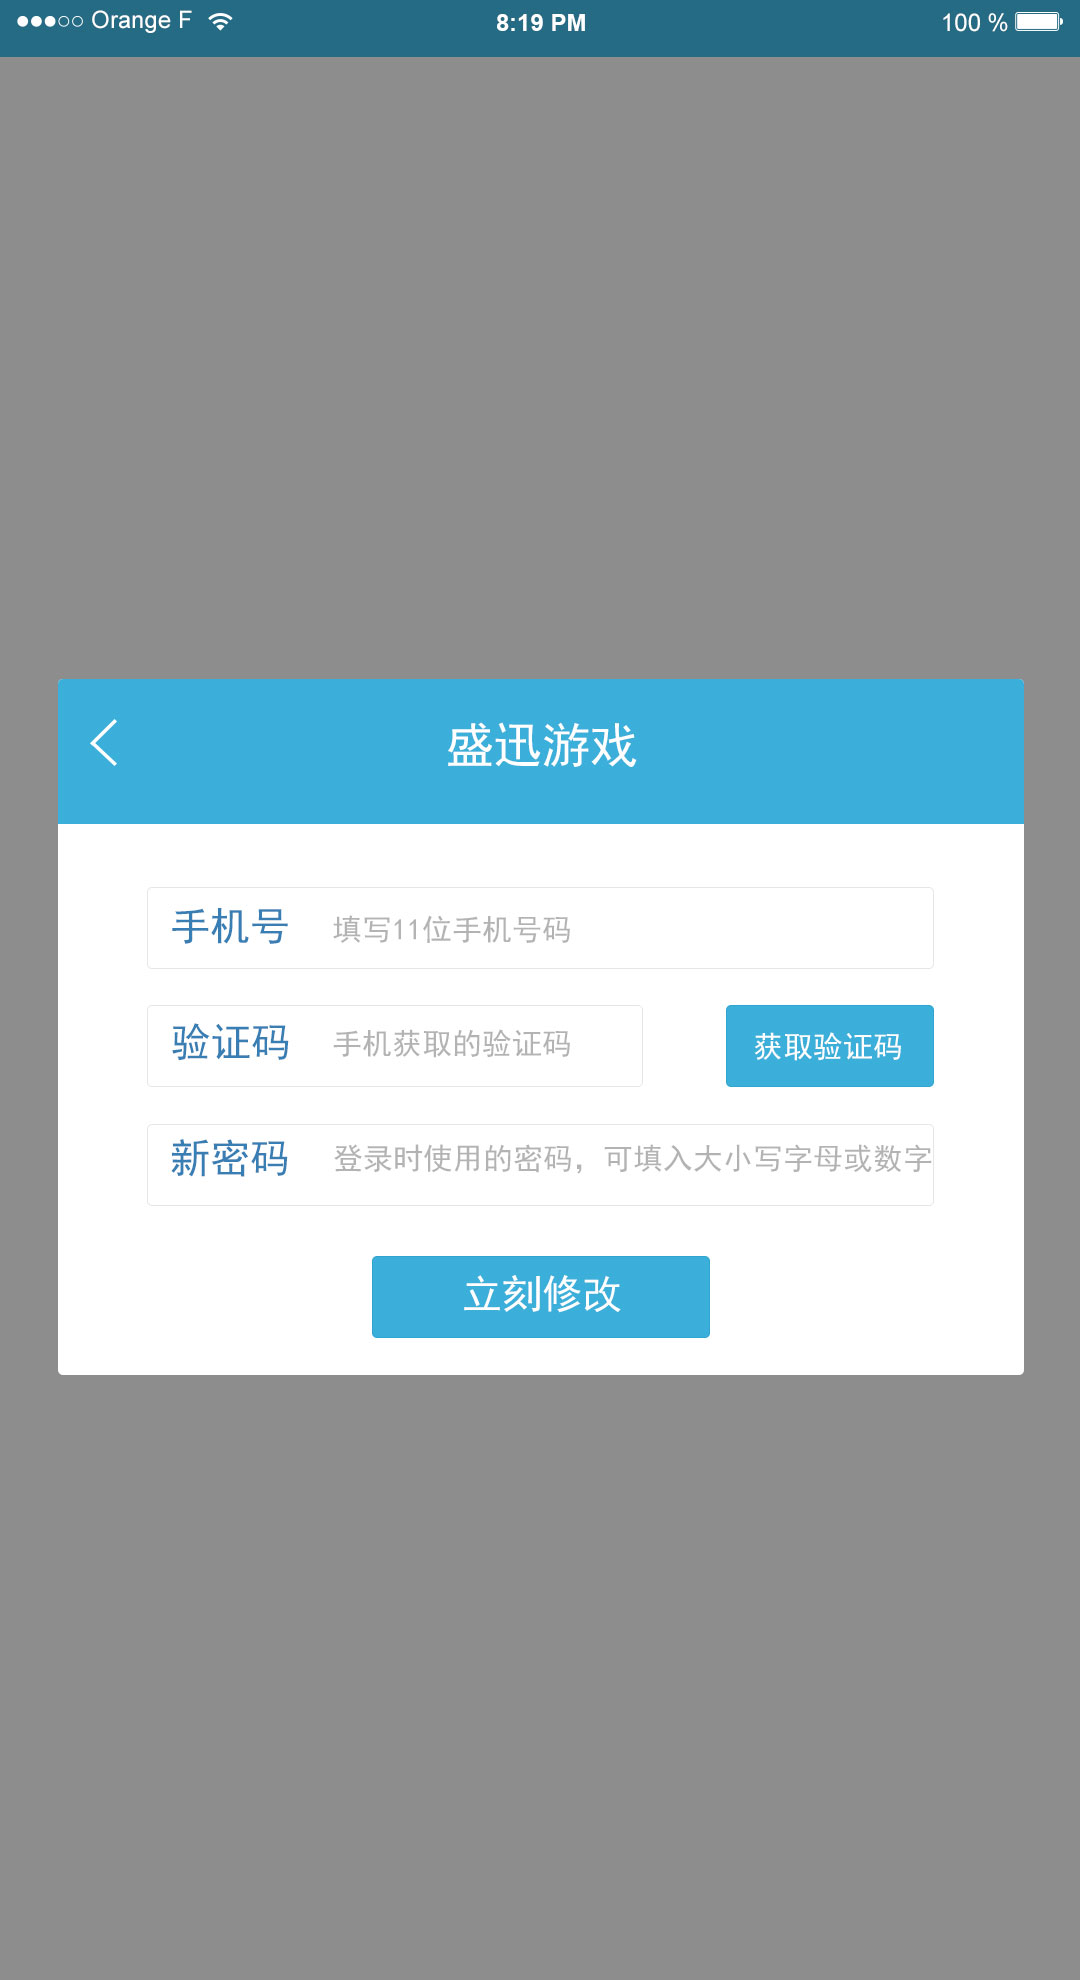 Orange F 8:19 PM 100 %
盛迅游戏
手机号 填写11位手机号码
验证码 手机获取的验证码 获取验证码
新密码 登录时使用的密码，可填入大小写字母或数字
立刻修改